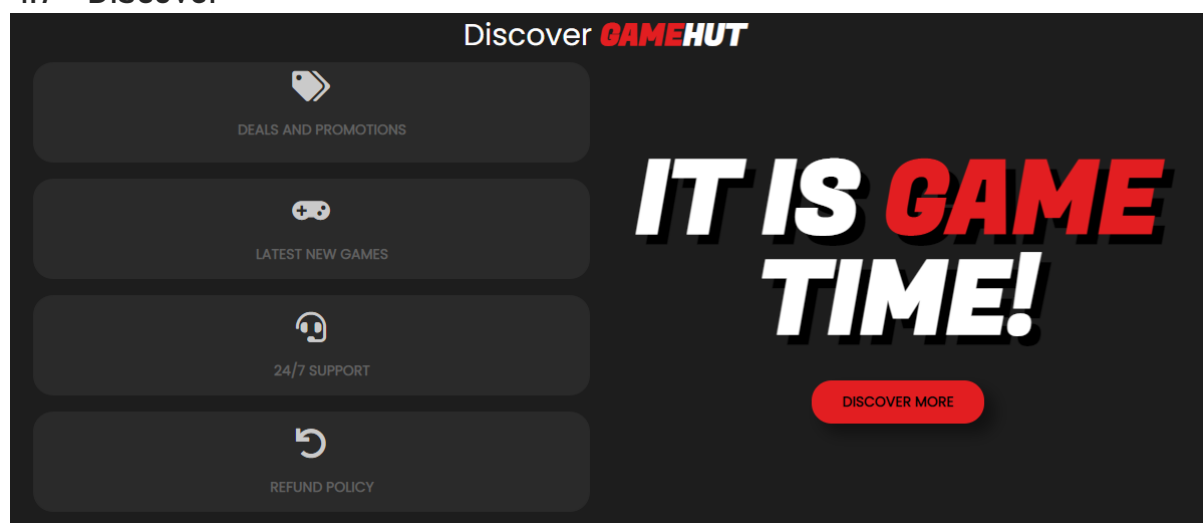 Discover GAMEHUT
DEALS AND PROMOTIONS
LATEST NEW GAMES
24/7 SUPPORT
REFUND POLICY
IT IS GAME
TIME!
DISCOVER MORE